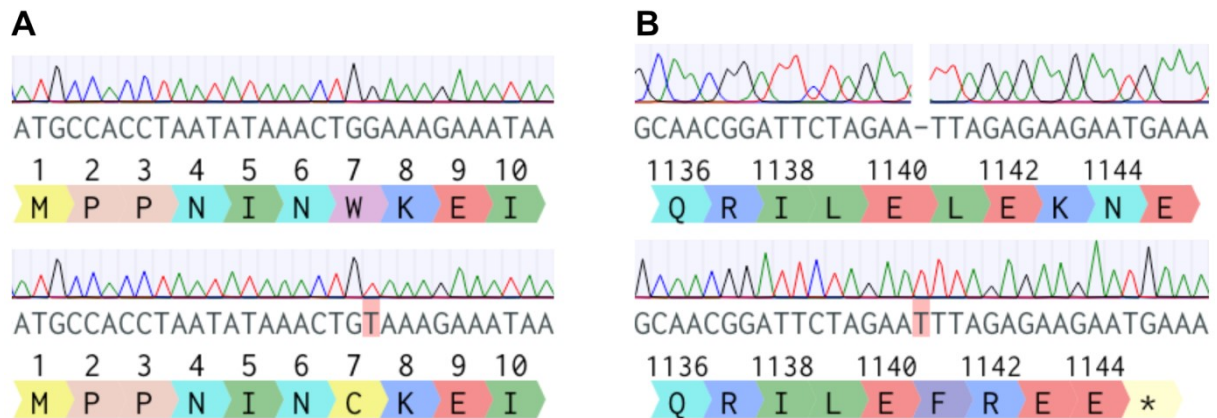 A
ATGCCACCTAATATAAACTGGAAAGAAATAA
1 2 3 4 5 6 7 8 9 10
M P P N I N W K E I
ATGCCACCTAATATAAACTGTAAAGAAATAA
1 2 3 4 5 6 7 8 9 10
M P P N I N C K E I
B
GCAACGGATTCTAGAA-TTAGAGAAGAATGAAA
1136 1138 1140 1142 1144
Q R I L E L E K N E
GCAACGGATTCTAGAATTTAGAGAAGAATGAAA
1136 1138 1140 1142 1144
Q R I L E F R E E *